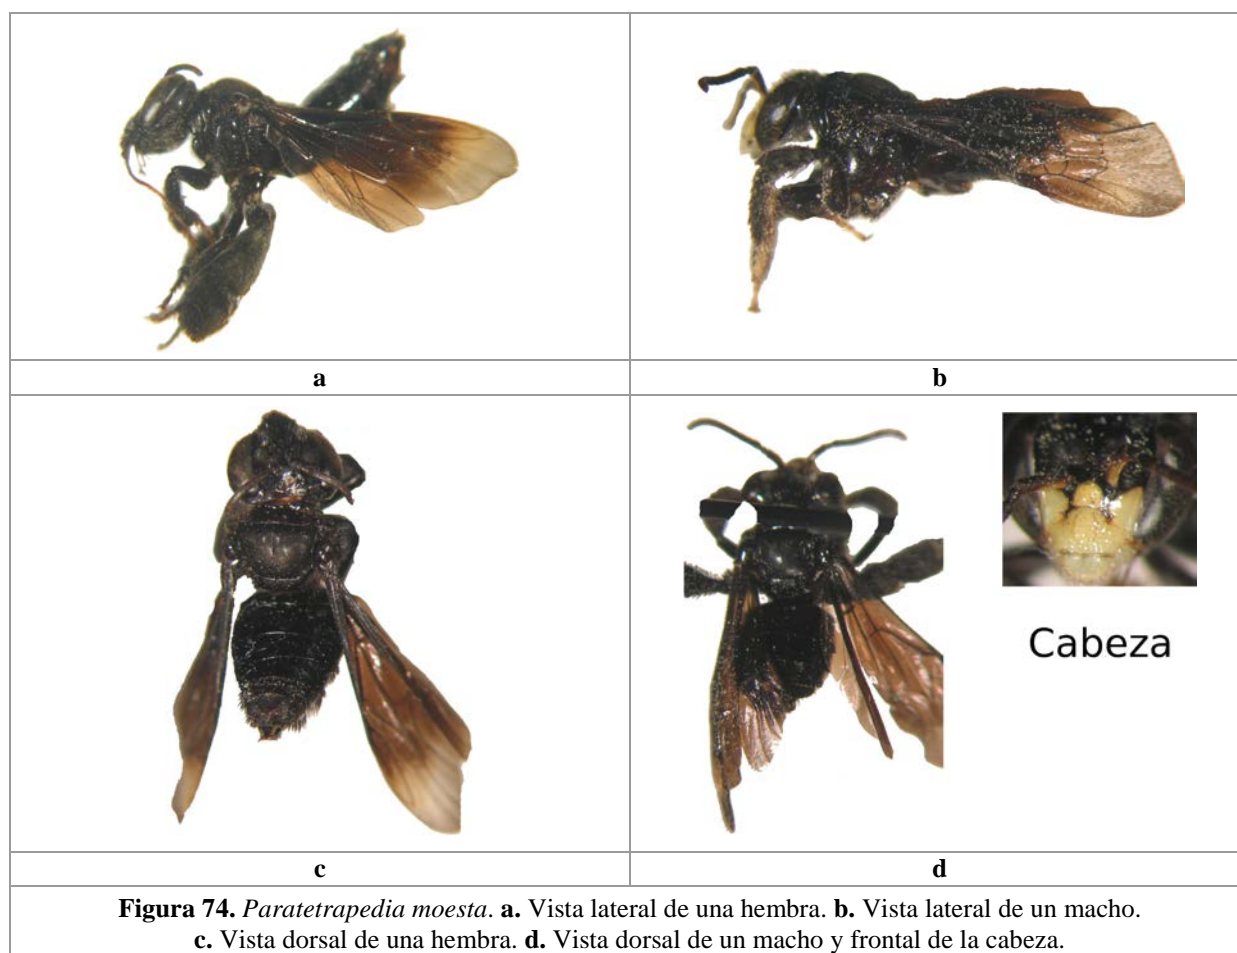 a
b
Cabeza
c
d
Figura 74. Paratetrapedia moesta. a. Vista lateral de una hembra. b. Vista lateral de un macho.
c. Vista dorsal de una hembra. d. Vista dorsal de un macho y frontal de la cabeza.